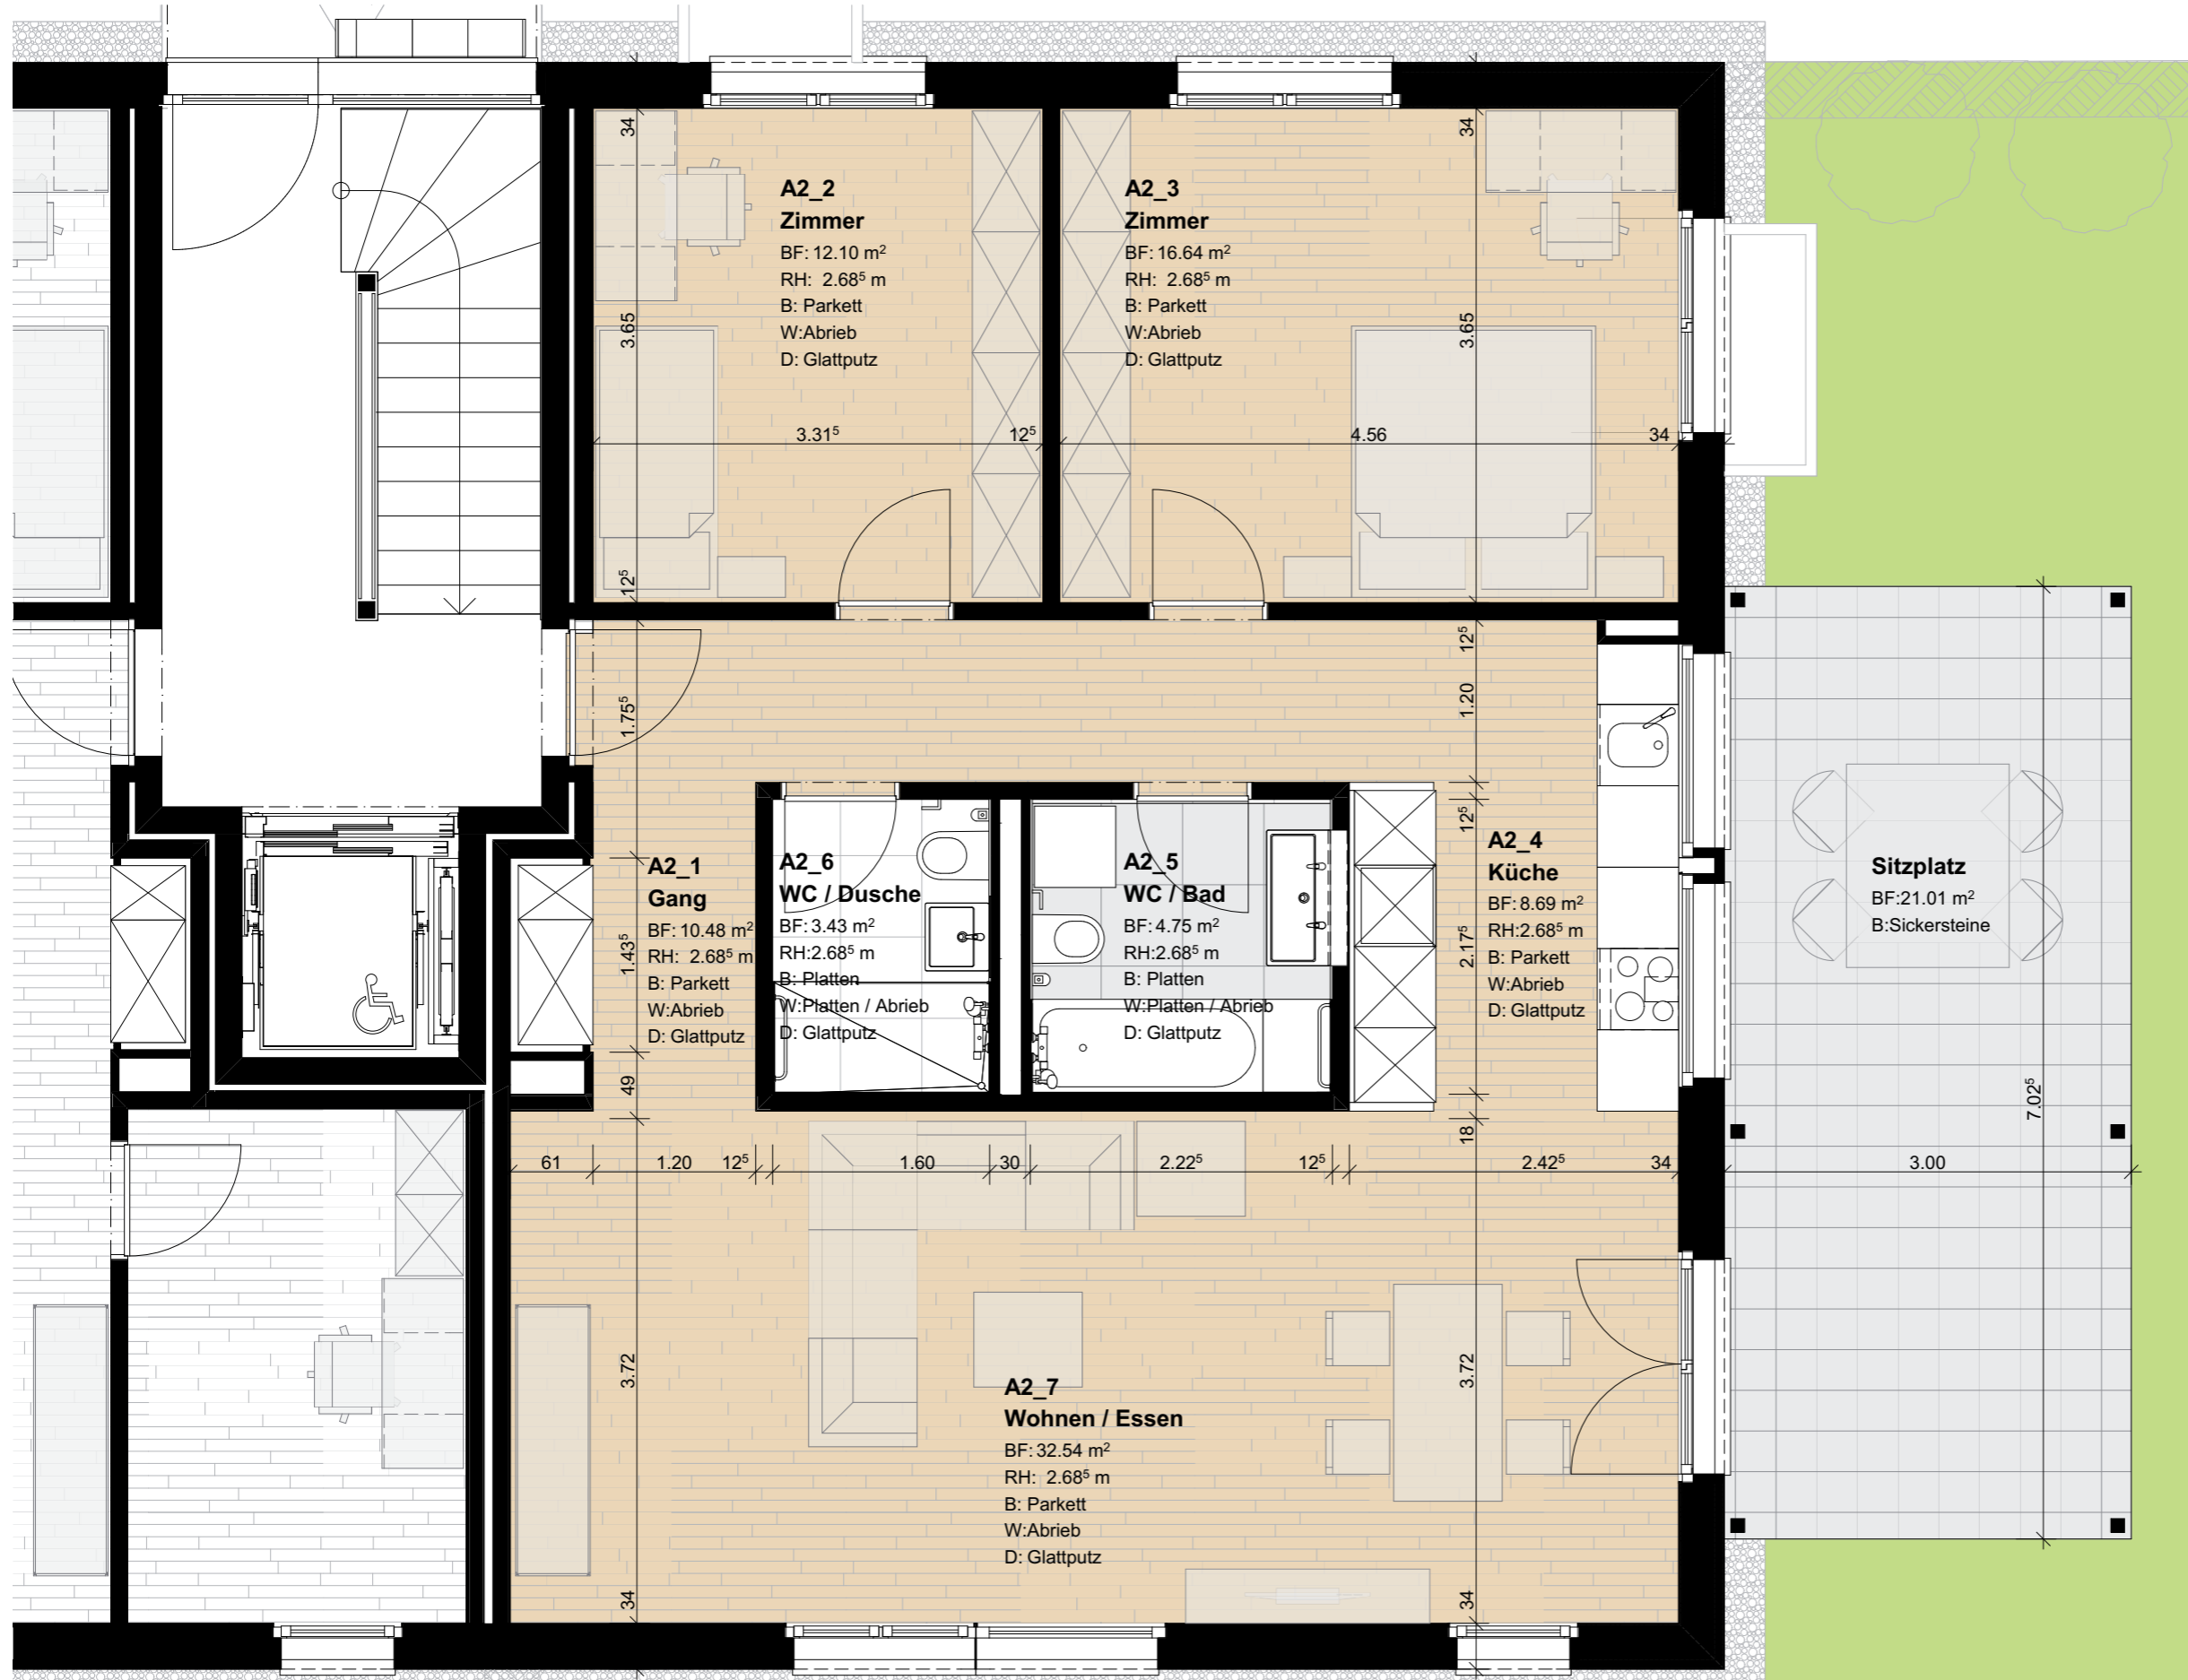 A2_2
Zimmer
BF: 12.10 m²
RH: 2.68⁵ m
B: Parkett
W:Abrieb
D: Glattputz
A2_3
Zimmer
BF: 16.64 m²
RH: 2.68⁵ m
B: Parkett
W:Abrieb
D: Glattputz
34
34
3.65
3.65
3.31⁵
12⁵
4.56
34
12⁵
12⁵
1.75⁵
1.20
12⁵
A2_1
Gang
BF: 10.48 m²
RH: 2.68⁵ m
B: Parkett
W:Abrieb
D: Glattputz
A2_6
WC / Dusche
BF: 3.43 m²
RH:2.68⁵ m
B: Platten
W:Platten / Abrieb
D: Glattputz
A2_5
WC / Bad
BF: 4.75 m²
RH:2.68⁵ m
B: Platten
W:Platten / Abrieb
D: Glattputz
A2_4
Küche
BF: 8.69 m²
RH:2.68⁵ m
B: Parkett
W:Abrieb
D: Glattputz
Sitzplatz
BF:21.01 m²
B:Sickersteine
1.43⁵
2.17⁵
49
18
7.02⁵
61
1.20
12⁵
1.60
30
2.22⁵
12⁵
2.42⁵
34
3.00
3.72
3.72
A2_7
Wohnen / Essen
BF: 32.54 m²
RH: 2.68⁵ m
B: Parkett
W:Abrieb
D: Glattputz
34
34